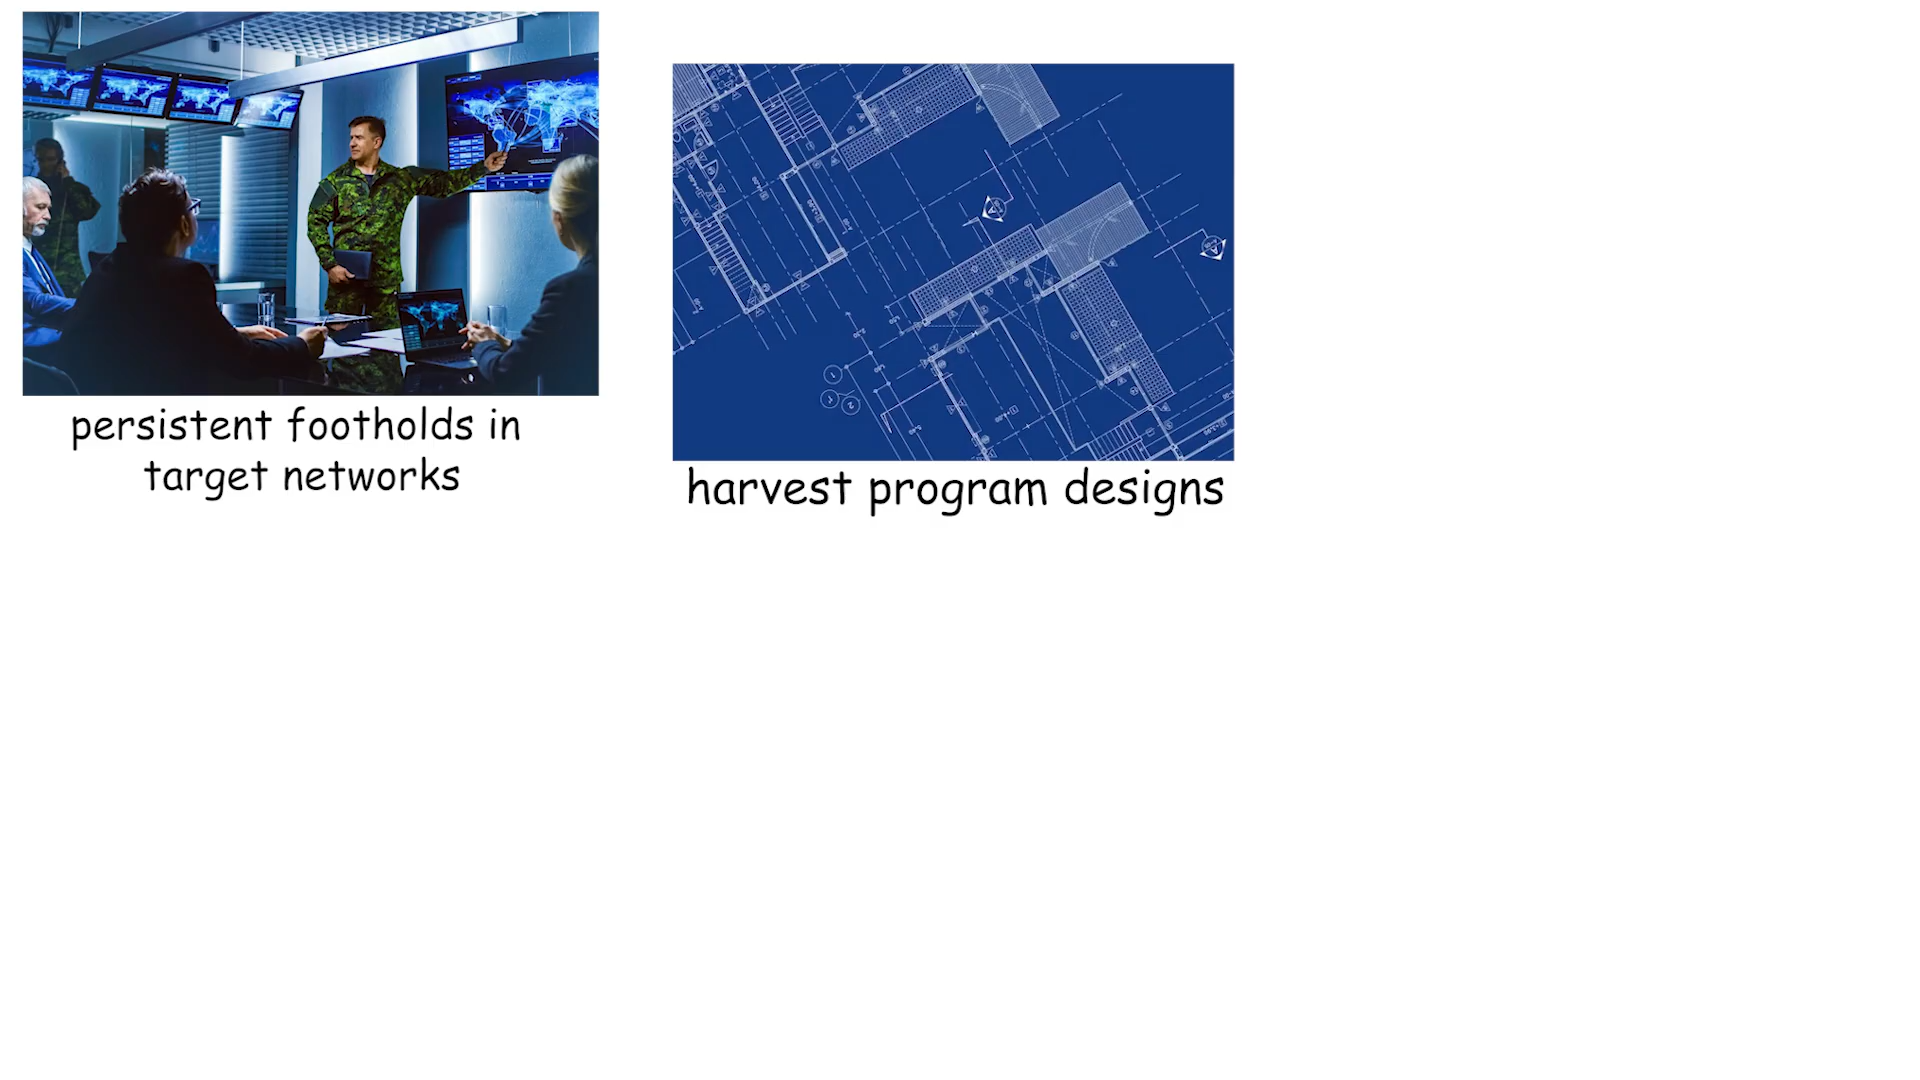 persistent footholds in
target networks
harvest program designs